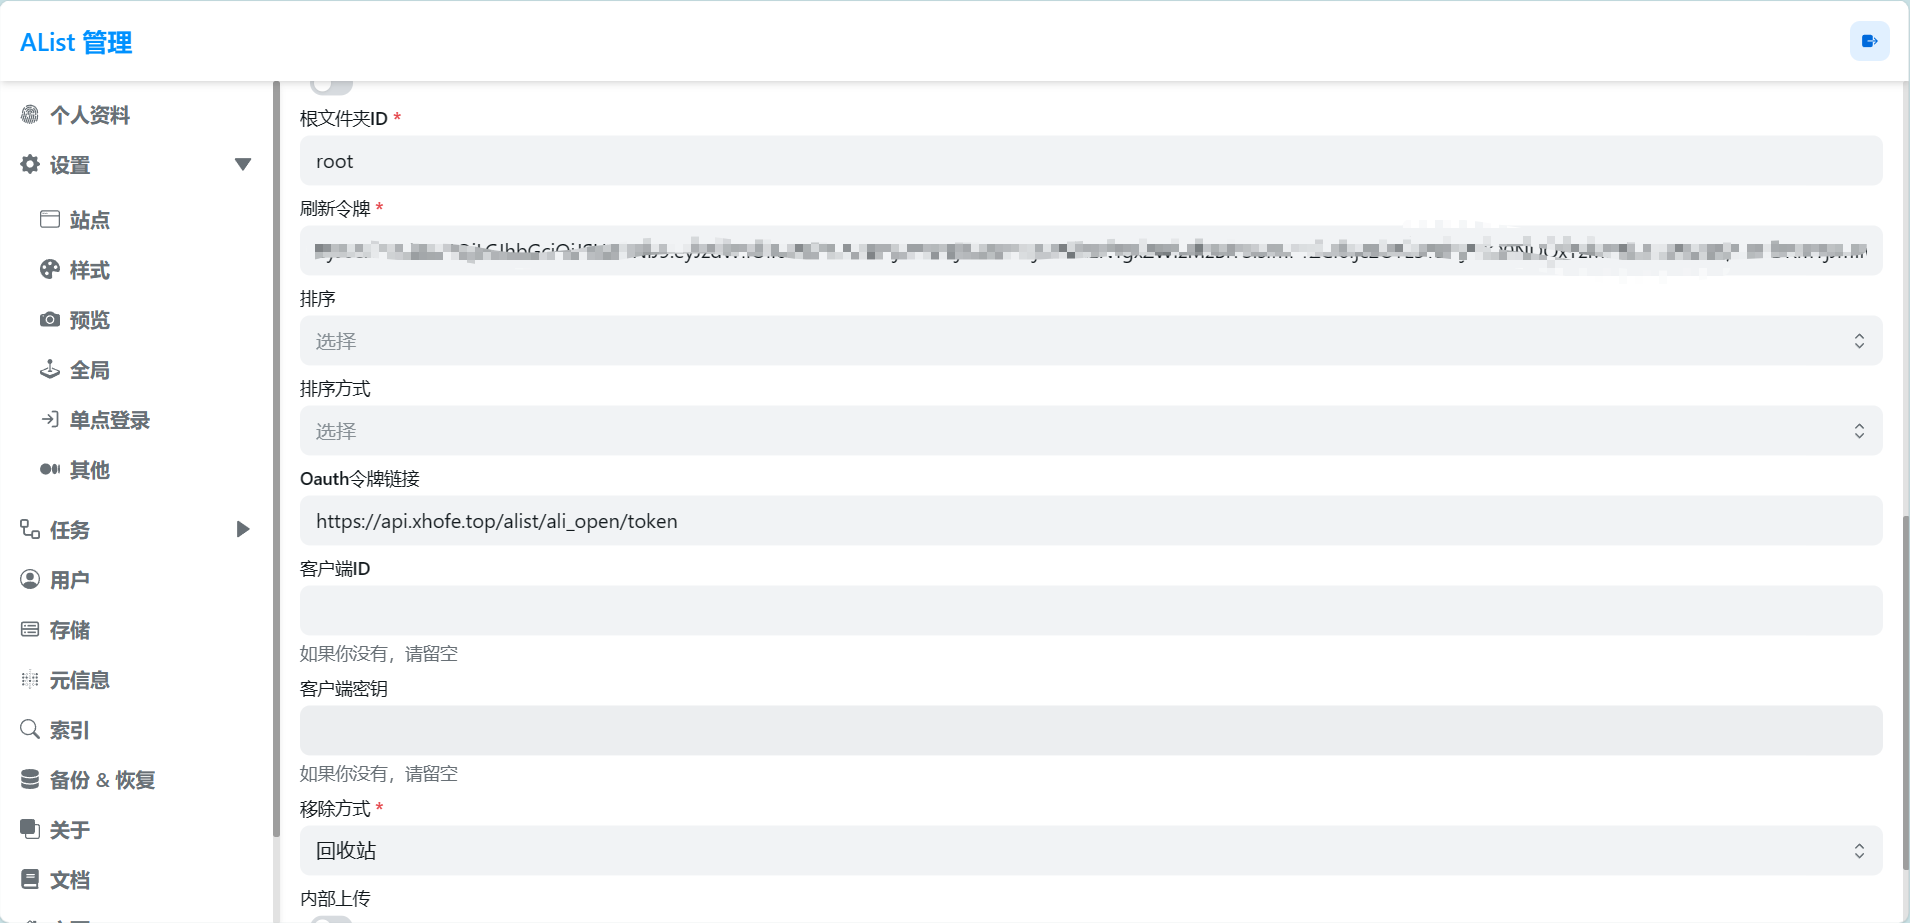 AList 管理
个人资料
设置
站点
样式
预览
全局
单点登录
其他
任务
用户
存储
元信息
索引
备份 & 恢复
关于
文档
根文件夹ID *
root
刷新令牌 *
排序
选择
排序方式
选择
Oauth令牌链接
https://api.xhofe.top/alist/ali_open/token
客户端ID
如果你没有，请留空
客户端密钥
如果你没有，请留空
移除方式 *
回收站
内部上传